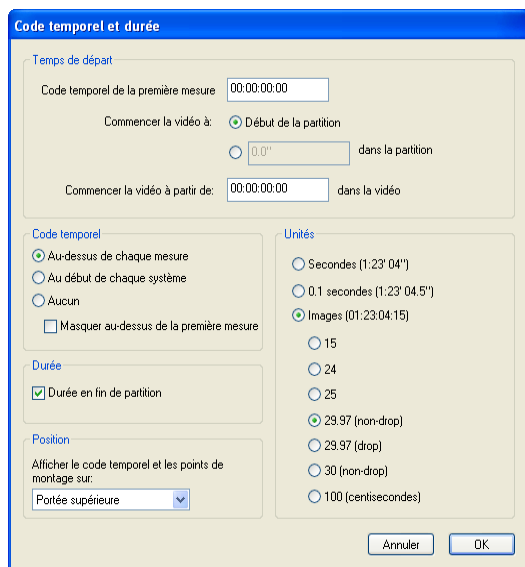 Code temporel et durée
Temps de départ
Code temporel de la première mesure 00:00:00:00
Commencer la vidéo à: Début de la partition
0.0" dans la partition
Commencer la vidéo à partir de: 00:00:00:00 dans la vidéo
Code temporel
Au-dessus de chaque mesure
Au début de chaque système
Aucun
Masquer au-dessus de la première mesure
Durée
Durée en fin de partition
Position
Afficher le code temporel et les points de
montage sur:
Portée supérieure
Unités
Secondes (1:23' 04")
0.1 secondes (1:23' 04.5")
Images (01:23:04:15)
15
24
25
29.97 (non-drop)
29.97 (drop)
30 (non-drop)
100 (centisecondes)
Annuler OK